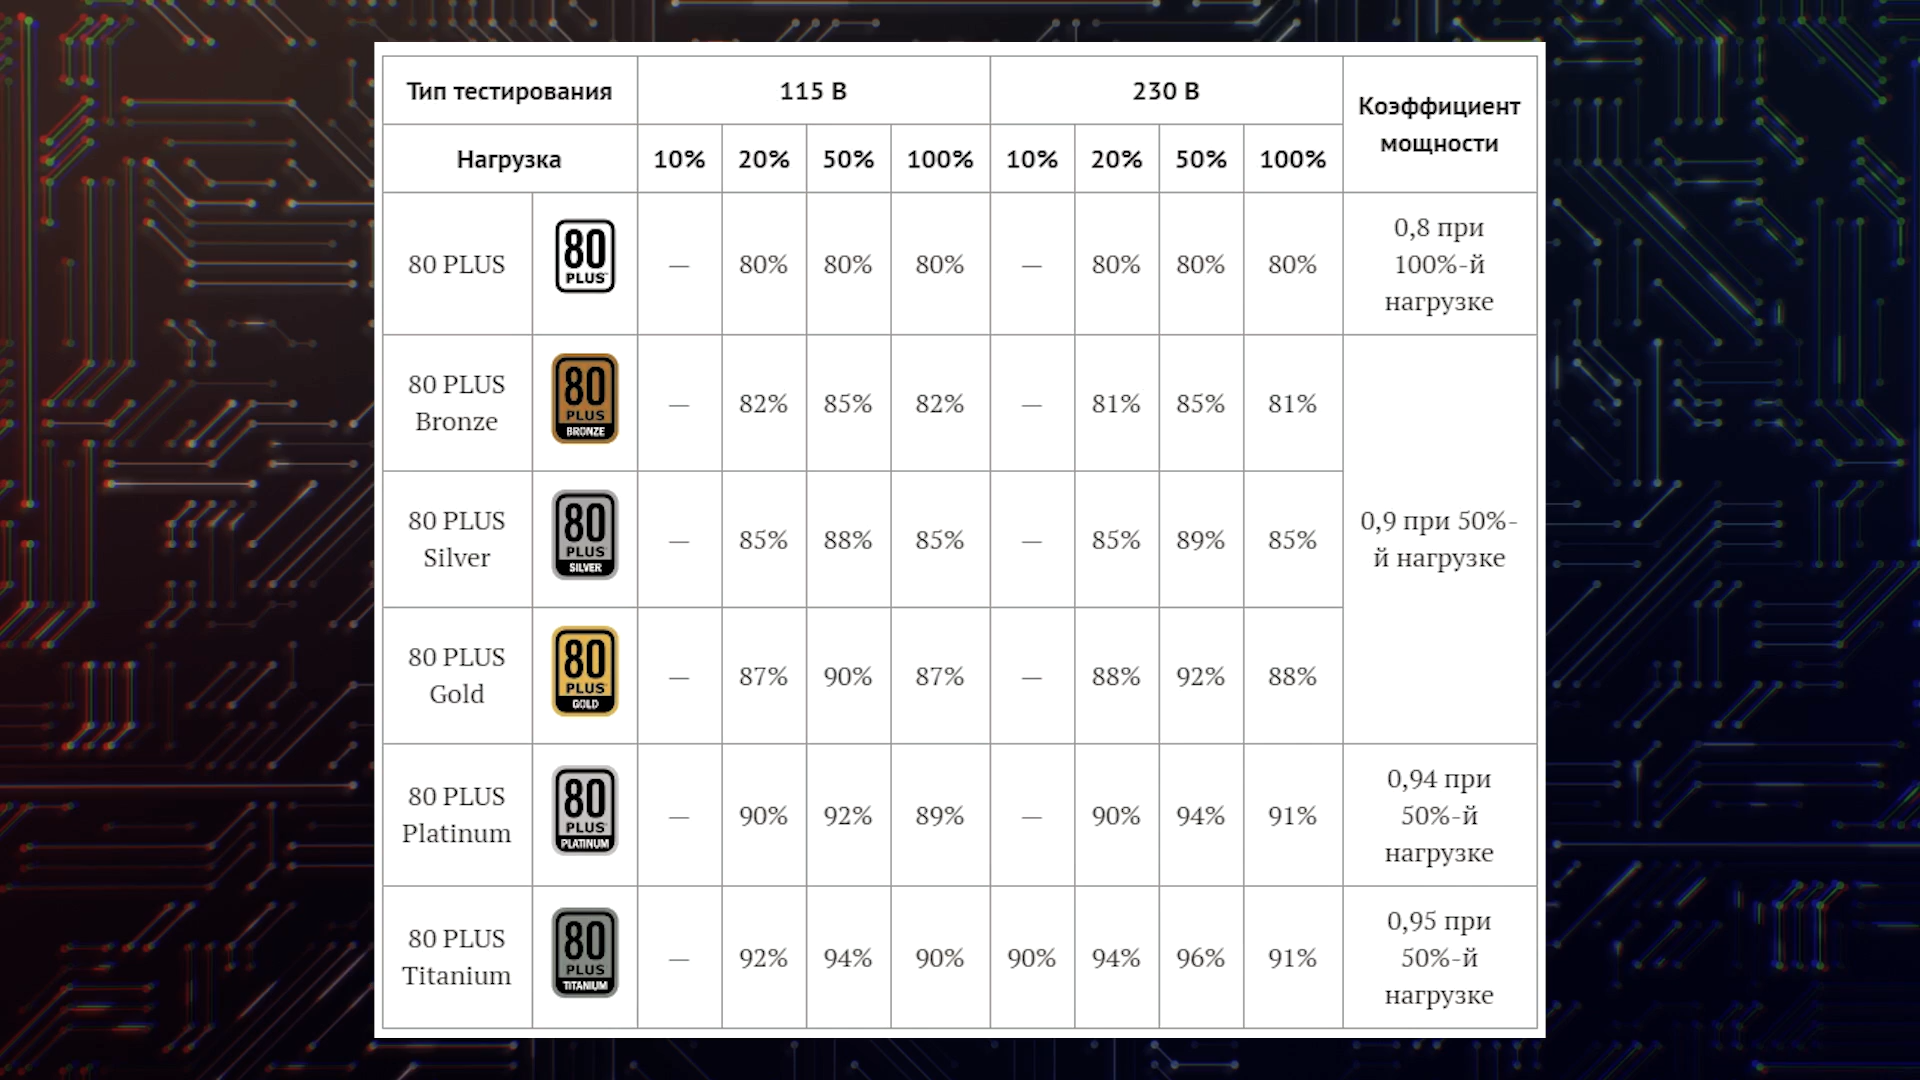 Тип тестирования 115 В 230 В Коэффициент
мощности
Нагрузка 10% 20% 50% 100% 10% 20% 50% 100%
80 PLUS 80 PLUS — 80% 80% 80% — 80% 80% 80% 0,8 при
100%-й
нагрузке
80 PLUS
Bronze 80 PLUS BRONZE — 82% 85% 82% — 81% 85% 81%
80 PLUS
Silver 80 PLUS SILVER — 85% 88% 85% — 85% 89% 85% 0,9 при 50%-
й нагрузке
80 PLUS
Gold 80 PLUS GOLD — 87% 90% 87% — 88% 92% 88%
80 PLUS
Platinum 80 PLUS PLATINUM — 90% 92% 89% — 90% 94% 91% 0,94 при
50%-й
нагрузке
80 PLUS
Titanium 80 PLUS TITANIUM — 92% 94% 90% 90% 94% 96% 91% 0,95 при
50%-й
нагрузке